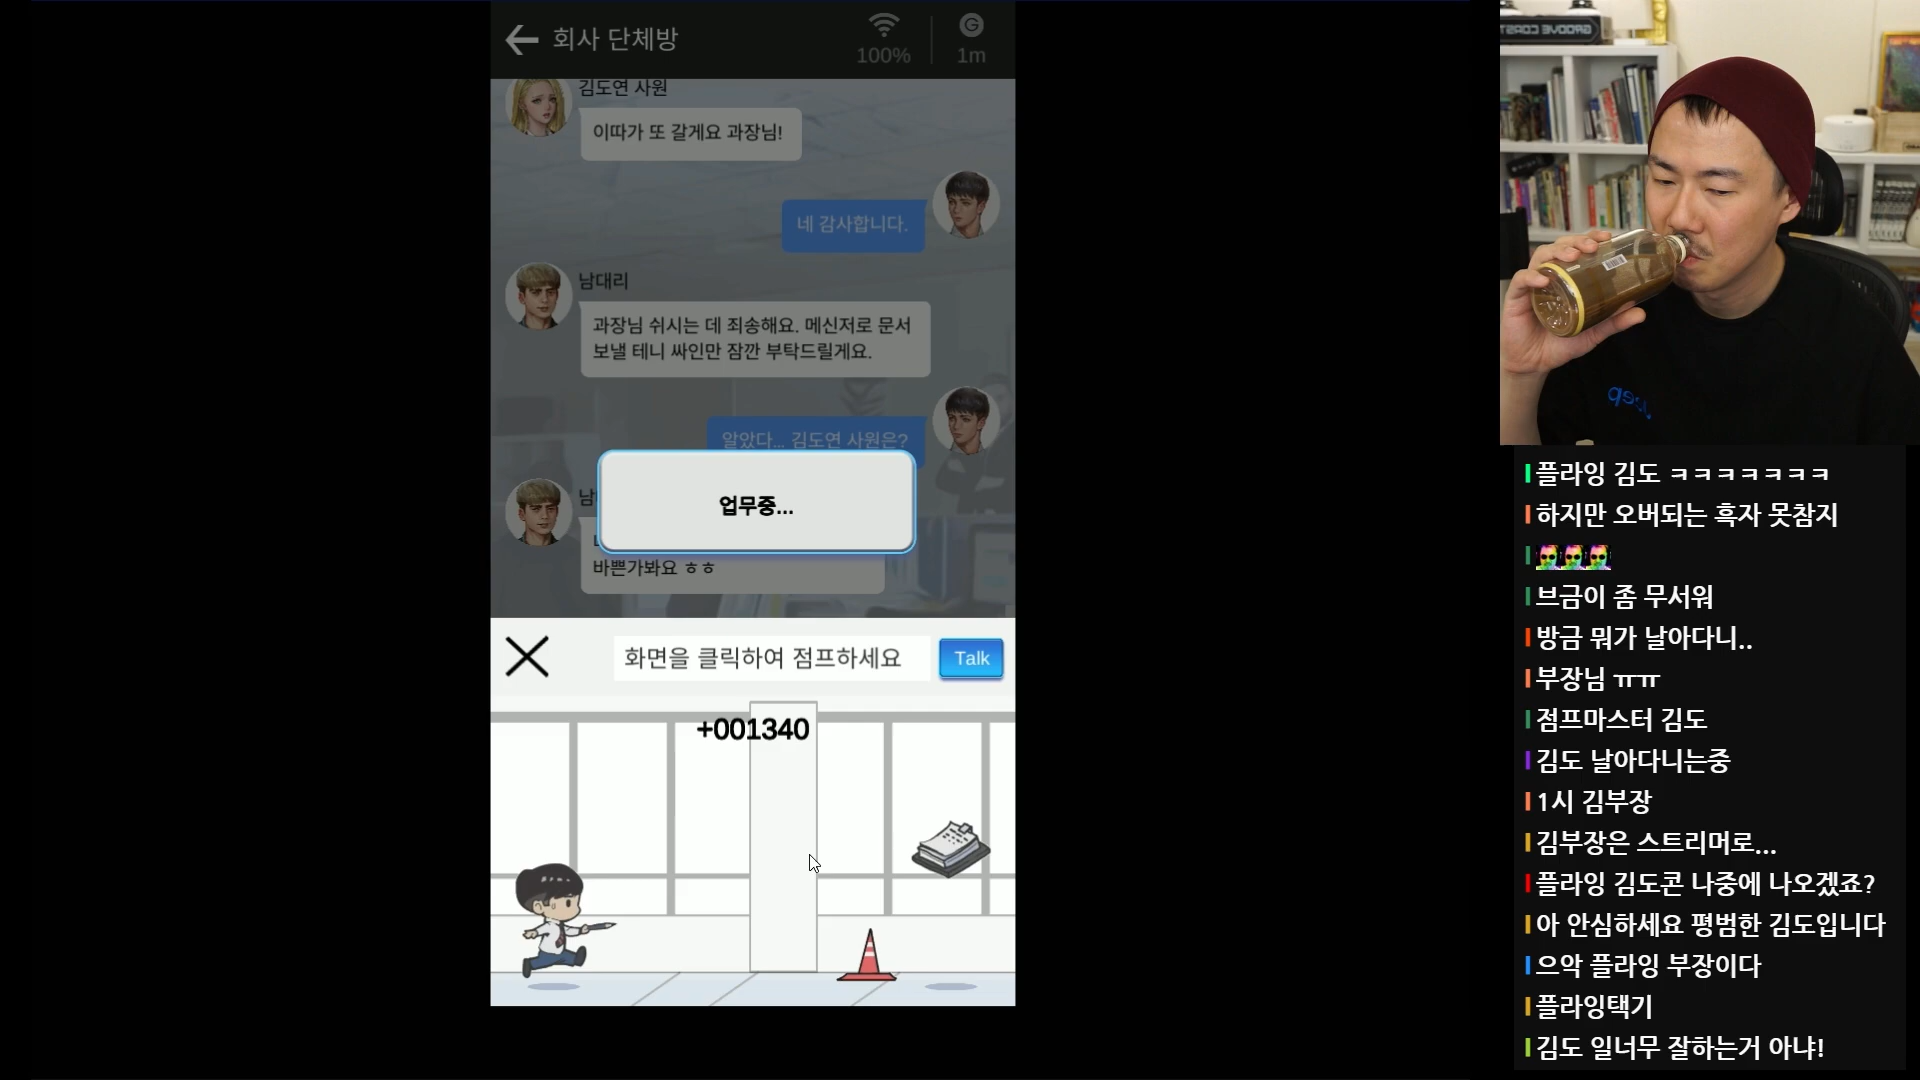 회사 단체방
100%
G
1m
김도연 사원
이따가 또 갈게요 과장님!
네 감사합니다.
남대리
과장님 쉬시는 데 죄송해요. 메신저로 문서
보낼 테니 싸인만 잠깐 부탁드릴게요.
알았다... 김도연 사원은?
남
업무중...
바쁜가봐요 ㅎㅎ
화면을 클릭하여 점프하세요
Talk
+001340
GROOVE COAST
플라잉 김도 ㅋㅋㅋㅋㅋㅋㅋ
하지만 오버되는 흑자 못참지
브금이 좀 무서워
방금 뭐가 날아다니..
부장님 ㅠㅠ
점프마스터 김도
김도 날아다니는중
1시 김부장
김부장은 스트리머로...
플라잉 김도콘 나중에 나오겠죠?
아 안심하세요 평범한 김도입니다
으악 플라잉 부장이다
플라잉택기
김도 일너무 잘하는거 아냐!